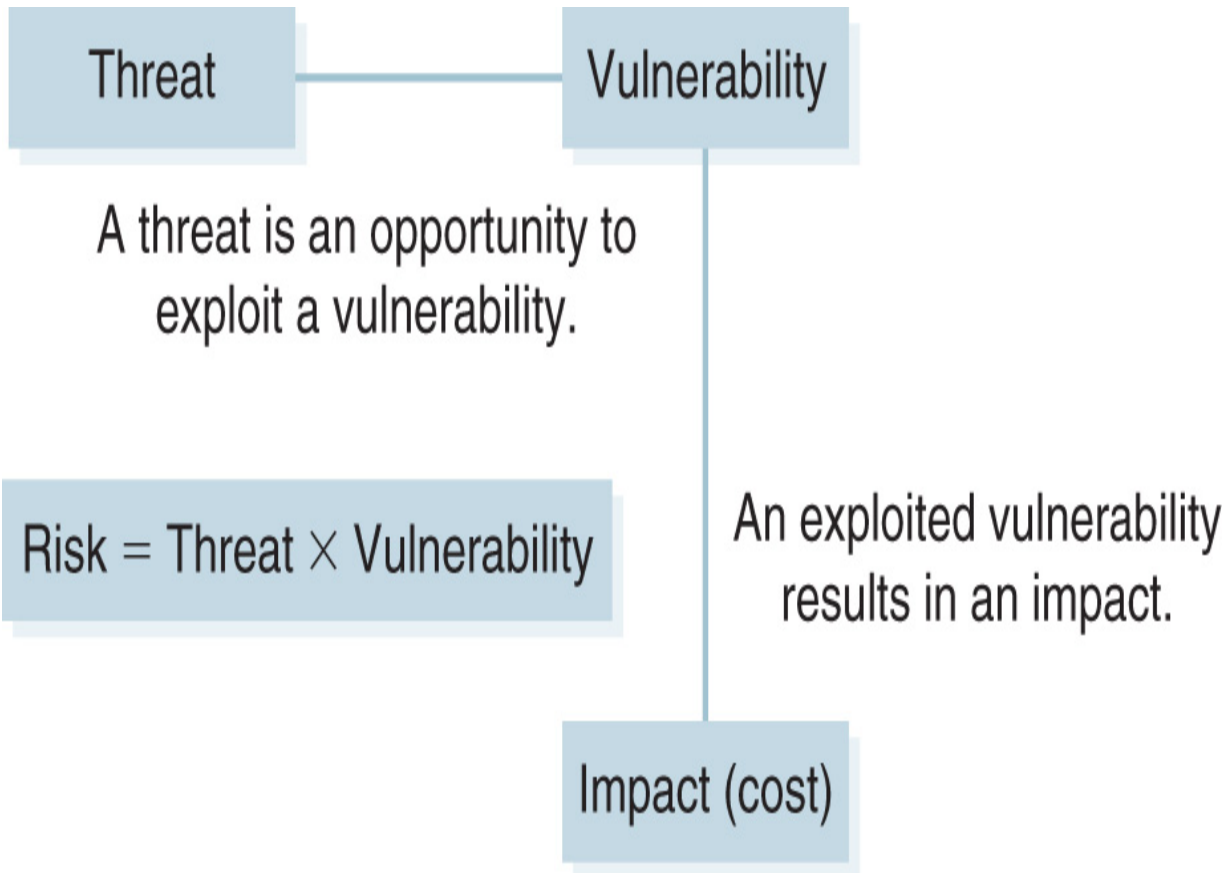 Threat
Vulnerability
A threat is an opportunity to
exploit a vulnerability.
Risk = Threat × Vulnerability
An exploited vulnerability
results in an impact.
Impact (cost)